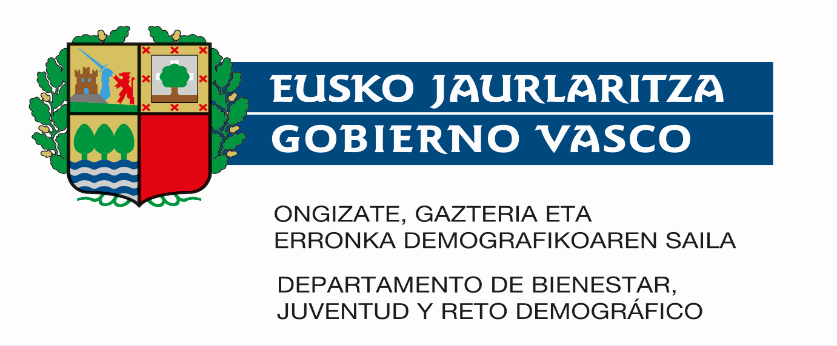 EUSKO JAURLARITZA
GOBIERNO VASCO
ONGIZATE, GAZTERIA ETA
ERRONKA DEMOGRAFIKOAREN SAILA
DEPARTAMENTO DE BIENESTAR,
JUVENTUD Y RETO DEMOGRÁFICO